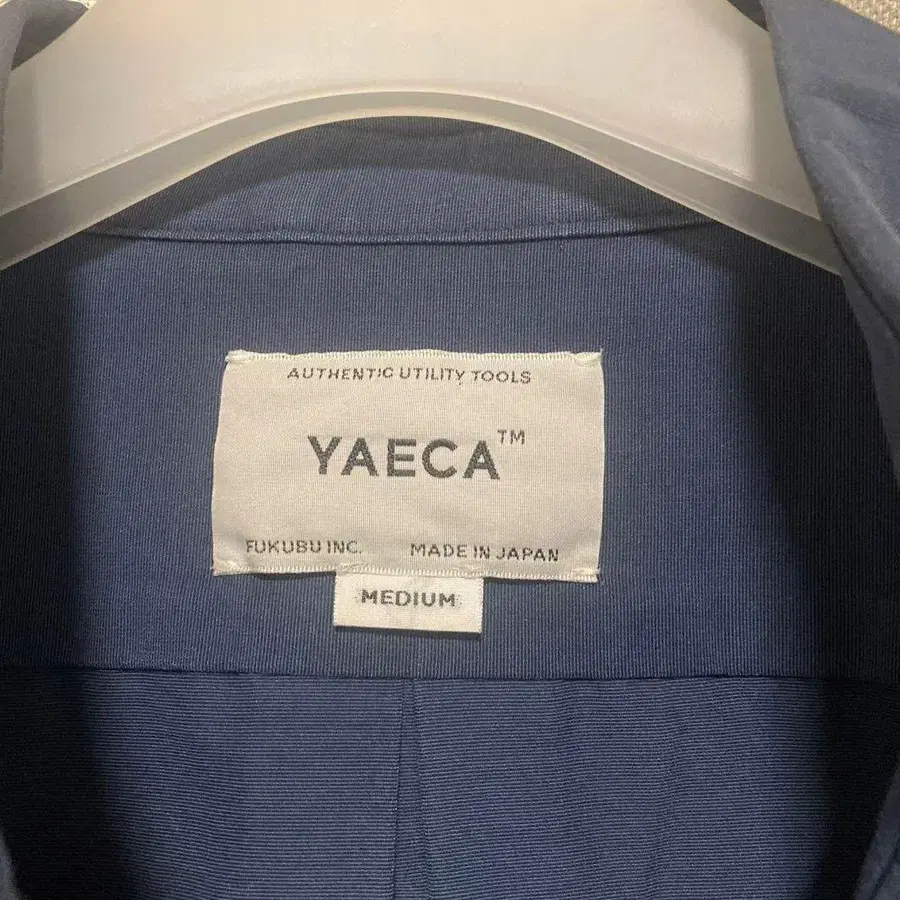 AUTHENTIC UTILITY TOOLS
YAECA™
FUKUBU INC. MADE IN JAPAN
MEDIUM